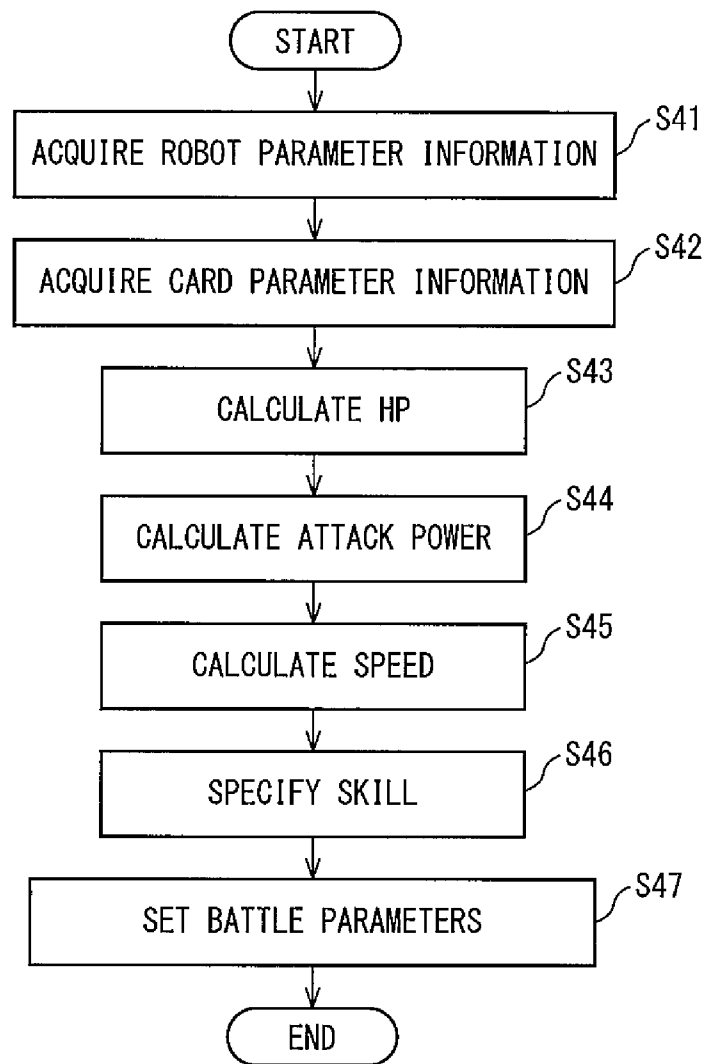 START
S41
ACQUIRE ROBOT PARAMETER INFORMATION
S42
ACQUIRE CARD PARAMETER INFORMATION
S43
CALCULATE HP
S44
CALCULATE ATTACK POWER
S45
CALCULATE SPEED
S46
SPECIFY SKILL
S47
SET BATTLE PARAMETERS
END